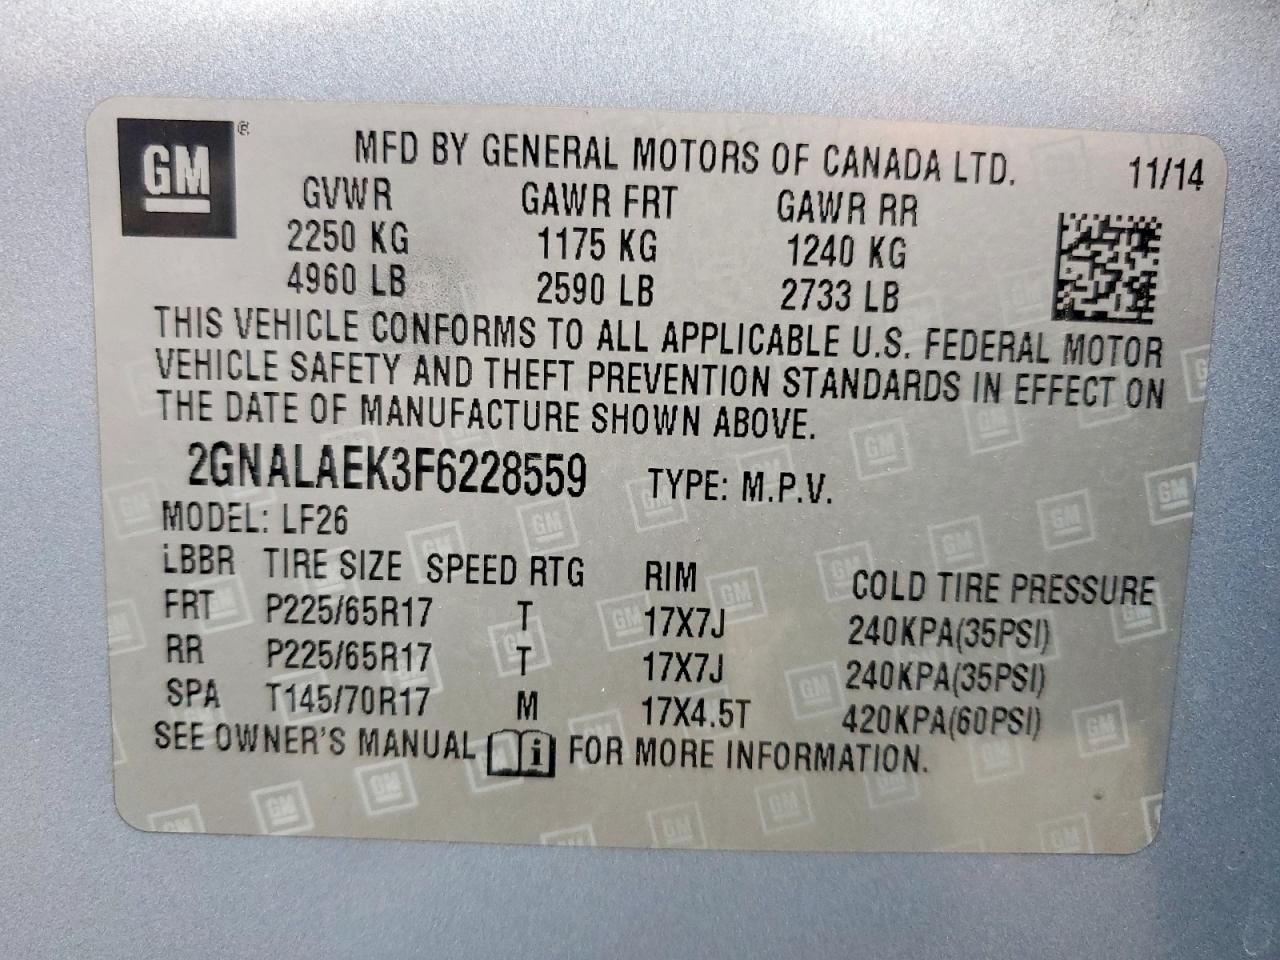 GM ®
MFD BY GENERAL MOTORS OF CANADA LTD. 11/14
GVWR GAWR FRT GAWR RR
2250 KG 1175 KG 1240 KG
4960 LB 2590 LB 2733 LB
THIS VEHICLE CONFORMS TO ALL APPLICABLE U.S. FEDERAL MOTOR
VEHICLE SAFETY AND THEFT PREVENTION STANDARDS IN EFFECT ON
THE DATE OF MANUFACTURE SHOWN ABOVE.
2GNALAEK3F6228559 TYPE: M.P.V.
MODEL: LF26
LBBR TIRE SIZE SPEED RTG RIM COLD TIRE PRESSURE
FRT P225/65R17 T 17X7J 240KPA(35PSI)
RR P225/65R17 T 17X7J 240KPA(35PSI)
SPA T145/70R17 M 17X4.5T 420KPA(60PSI)
SEE OWNER'S MANUAL i FOR MORE INFORMATION.